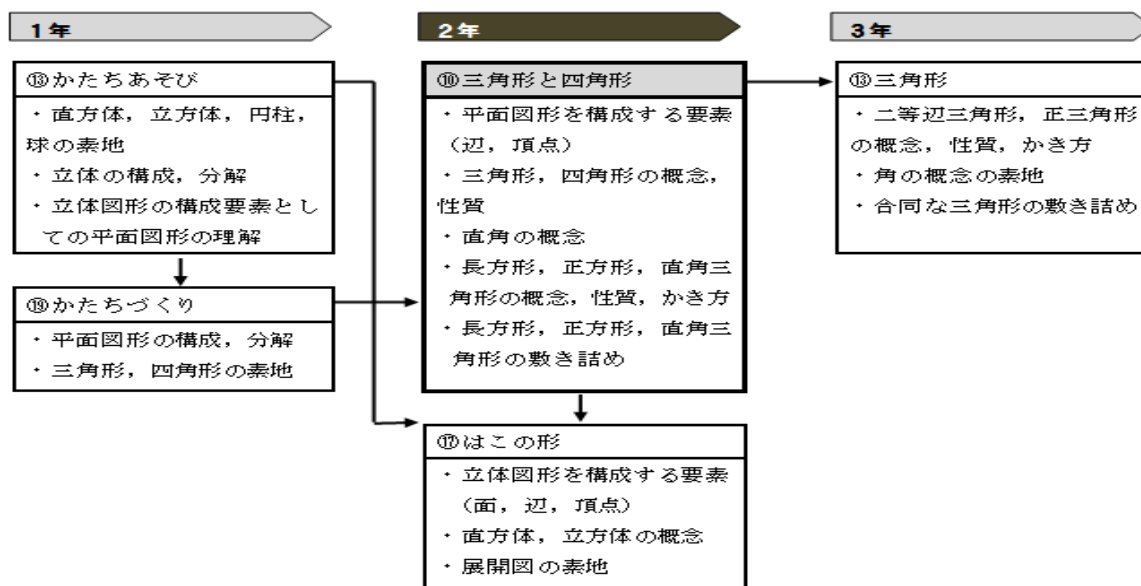 1年
⑬かたちあそび
・直方体，立方体，円柱，
球の素地
・立体の構成，分解
・立体図形の構成要素とし
ての平面図形の理解
⑲かたちづくり
・平面図形の構成，分解
・三角形，四角形の素地
2年
⑩三角形と四角形
・平面図形を構成する要素
（辺，頂点）
・三角形，四角形の概念，
性質
・直角の概念
・長方形，正方形，直角三
角形の概念，性質，かき方
・長方形，正方形，直角三
角形の敷き詰め
⑰はこの形
・立体図形を構成する要素
（面，辺，頂点）
・直方体，立方体の概念
・展開図の素地
3年
⑬三角形
・二等辺三角形，正三角形
の概念，性質，かき方
・角の概念の素地
・合同な三角形の敷き詰め